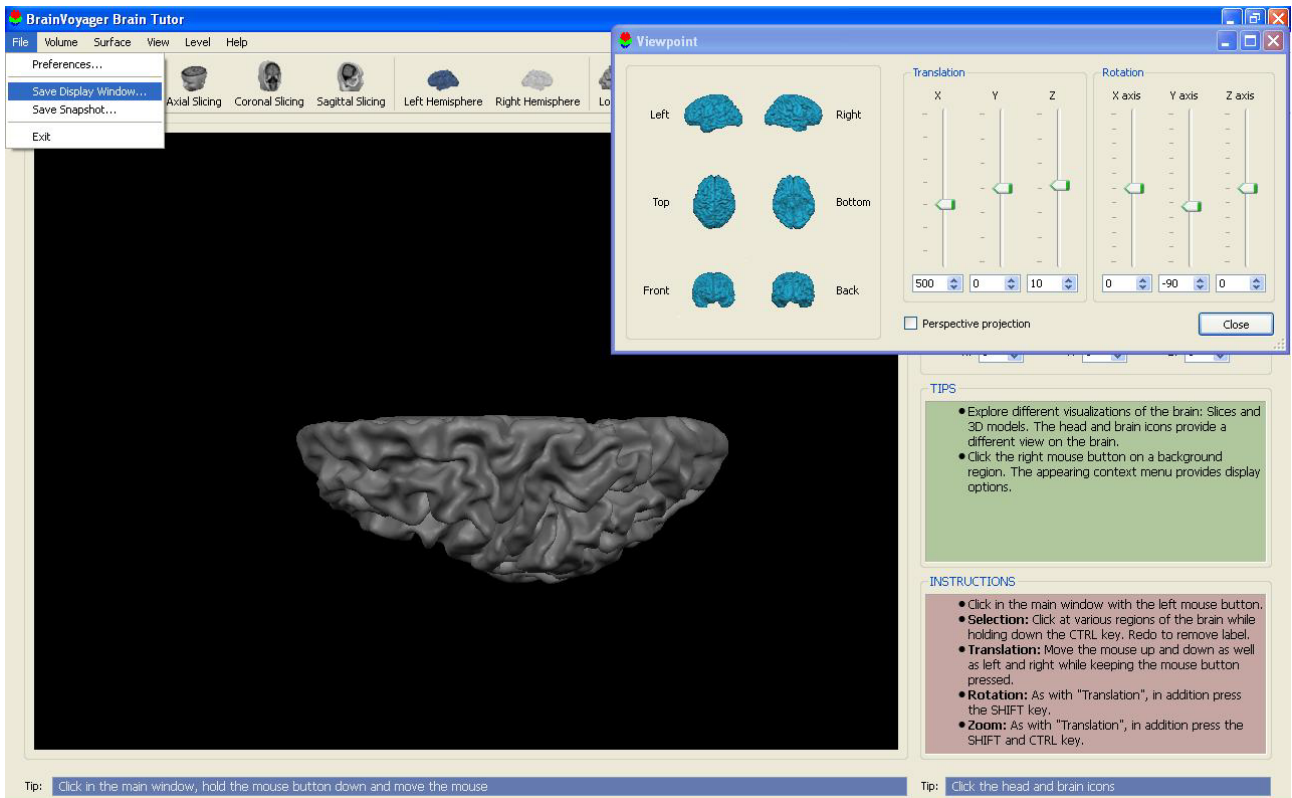 BrainVoyager Brain Tutor
File Volume Surface View Level Help
Preferences...
Save Display Window...
Save Snapshot...
Exit
Axial Slicing Coronal Slicing Sagittal Slicing Left Hemisphere Right Hemisphere
Viewpoint
Left Right
Top Bottom
Front Back
Translation
X Y Z
500 0 10
Rotation
X axis Y axis Z axis
0 -90 0
Perspective projection
Close
TIPS
● Explore different visualizations of the brain: Slices and
3D models. The head and brain icons provide a
different view on the brain.
● Click the right mouse button on a background
region. The appearing context menu provides display
options.
INSTRUCTIONS
● Click in the main window with the left mouse button.
● Selection: Click at various regions of the brain while
holding down the CTRL key. Redo to remove label.
● Translation: Move the mouse up and down as well
as left and right while keeping the mouse button
pressed.
● Rotation: As with "Translation", in addition press
the SHIFT key.
● Zoom: As with "Translation", in addition press the
SHIFT and CTRL key.
Tip: Click in the main window, hold the mouse button down and move the mouse
Tip: Click the head and brain icons